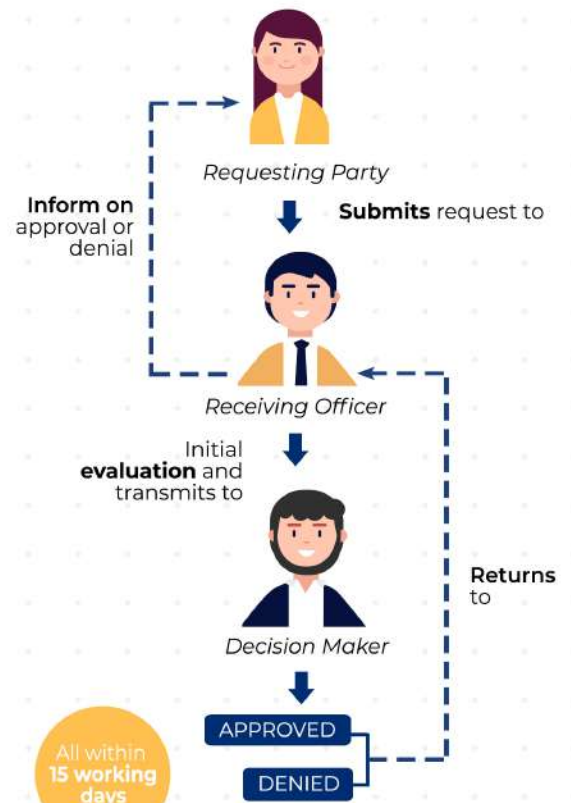 Requesting Party
Inform on
approval or
denial
Submits request to
Receiving Officer
Initial
evaluation and
transmits to
Returns
to
Decision Maker
APPROVED
DENIED
All within
15 working
days